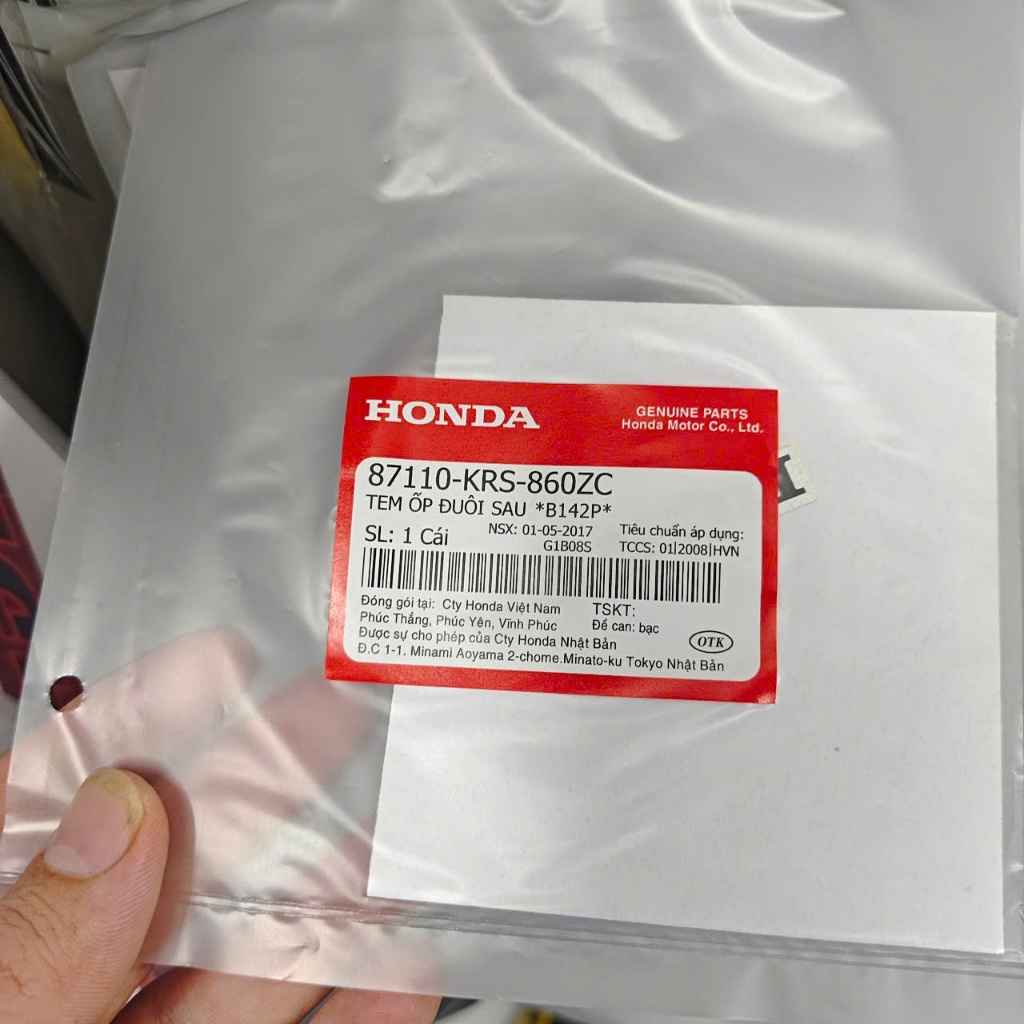 HONDA
GENUINE PARTS
Honda Motor Co., Ltd.
87110-KRS-860ZC
TEM ỐP ĐUÔI SAU *B142P*
SL: 1 Cái
NSX: 01-05-2017
G1B08S
Tiêu chuẩn áp dụng:
TCCS: 01|2008|HVN
Đóng gói tại: Cty Honda Việt Nam
Phúc Thắng, Phúc Yên, Vĩnh Phúc
TSKT:
Đề can: bạc
Được sự cho phép của Cty Honda Nhật Bản
OTK
Đ.C 1-1. Minami Aoyama 2-chome.Minato-ku Tokyo Nhật Bản